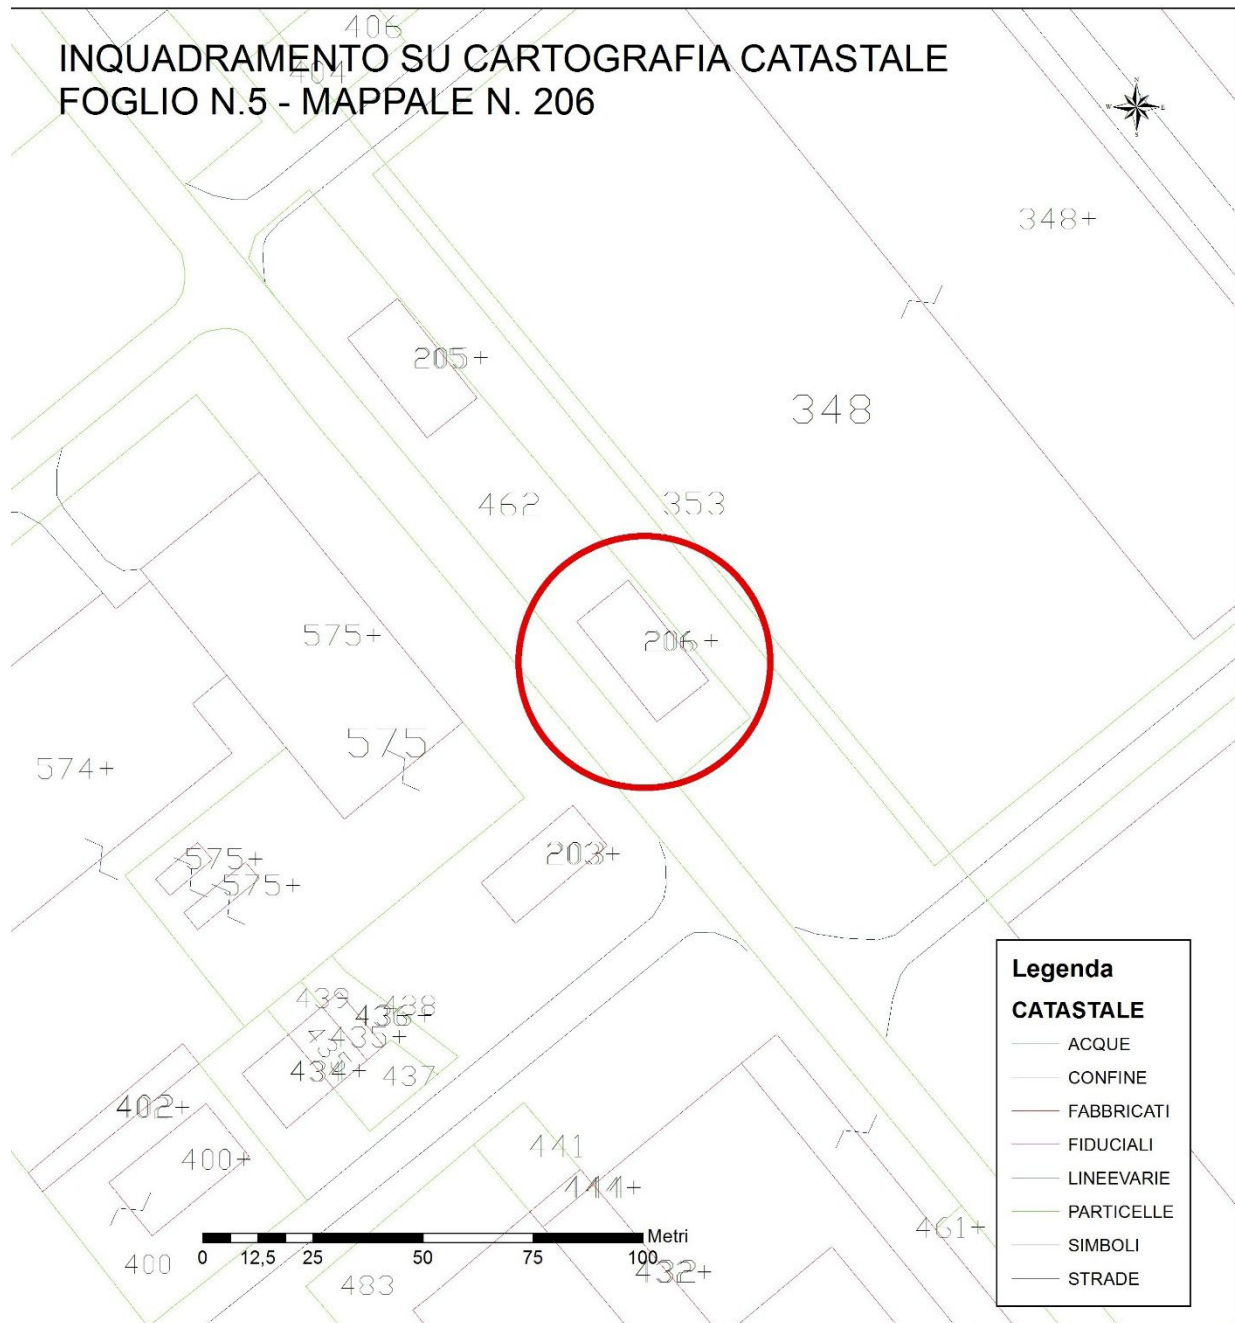 406
INQUADRAMENTO SU CARTOGRAFIA CATASTALE
404
FOGLIO N.5 - MAPPALE N. 206
N
W E
S
348+
205+
348
462
353
575+
206+
575
574+
203+
575+
575+
439
438
436+
435+
434+
437
402+
400+
441
444+
461+
400
483
432+
Metri
0 12,5 25 50 75 100
Legenda
CATASTALE
ACQUE
CONFINE
FABBRICATI
FIDUCIALI
LINEEVARIE
PARTICELLE
SIMBOLI
STRADE